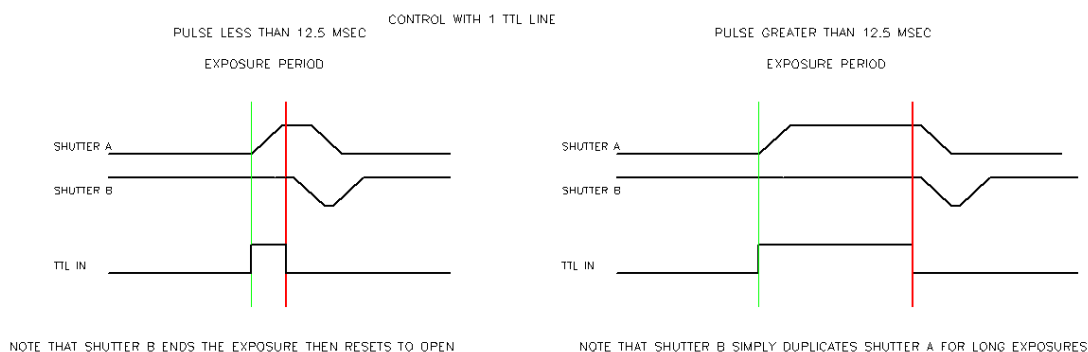 CONTROL WITH 1 TTL LINE
PULSE LESS THAN 12.5 MSEC
EXPOSURE PERIOD
SHUTTER A
SHUTTER B
TTL IN
NOTE THAT SHUTTER B ENDS THE EXPOSURE THEN RESETS TO OPEN
PULSE GREATER THAN 12.5 MSEC
EXPOSURE PERIOD
SHUTTER A
SHUTTER B
TTL IN
NOTE THAT SHUTTER B SIMPLY DUPLICATES SHUTTER A FOR LONG EXPOSURES